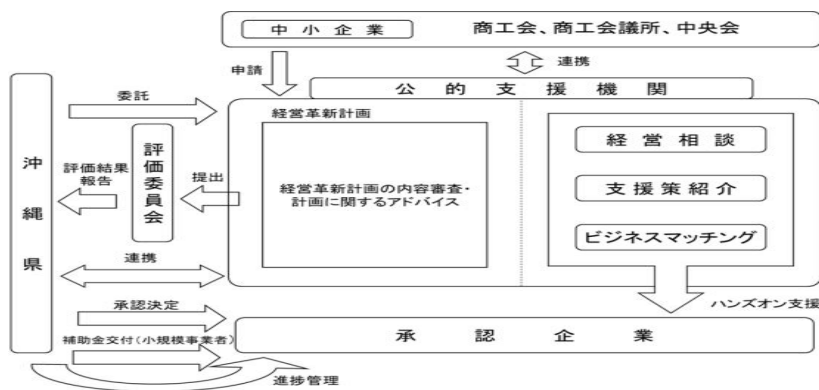 中小企業
商工会、商工会議所、中央会
申請
連携
公的支援機関
委託
経営革新計画
沖縄県
評価結果
報告
評価委員会
提出
経営革新計画の内容審査・
計画に関するアドバイス
経営相談
支援策紹介
ビジネスマッチング
連携
ハンズオン支援
承認決定
承認企業
補助金交付(小規模事業者)
進捗管理